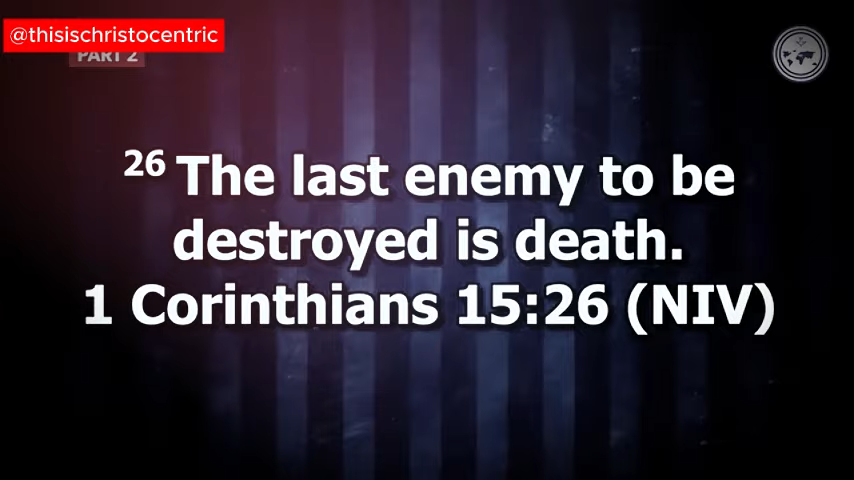 @thisischristocentric
PART 2
26 The last enemy to be
destroyed is death.
1 Corinthians 15:26 (NIV)